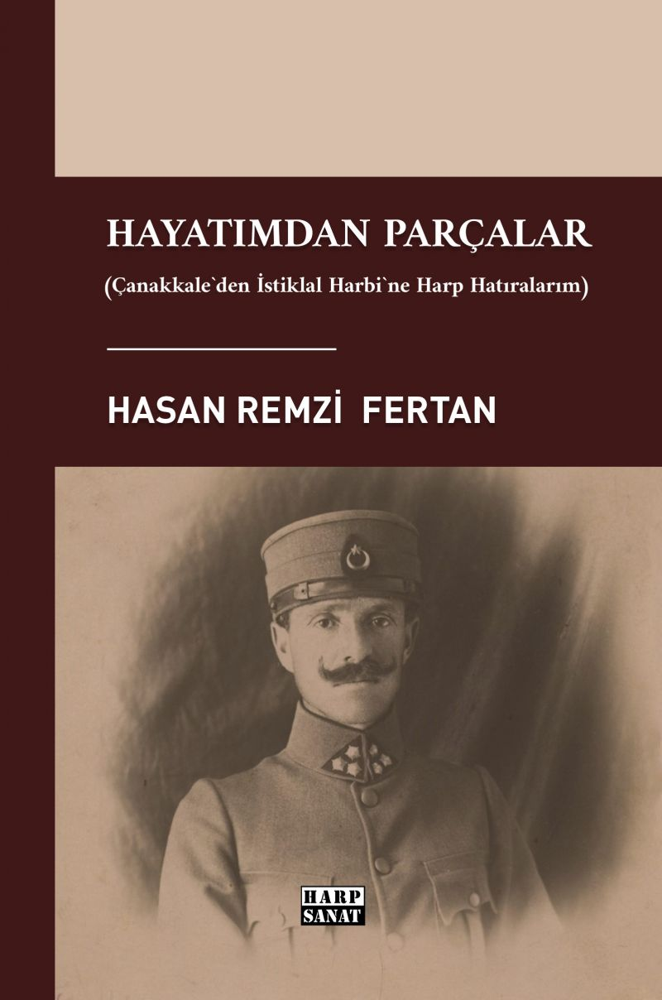 HAYATIMDAN PARÇALAR
(Çanakkale`den İstiklal Harbi`ne Harp Hatıralarım)
HASAN REMZİ FERTAN
HARP
SANAT